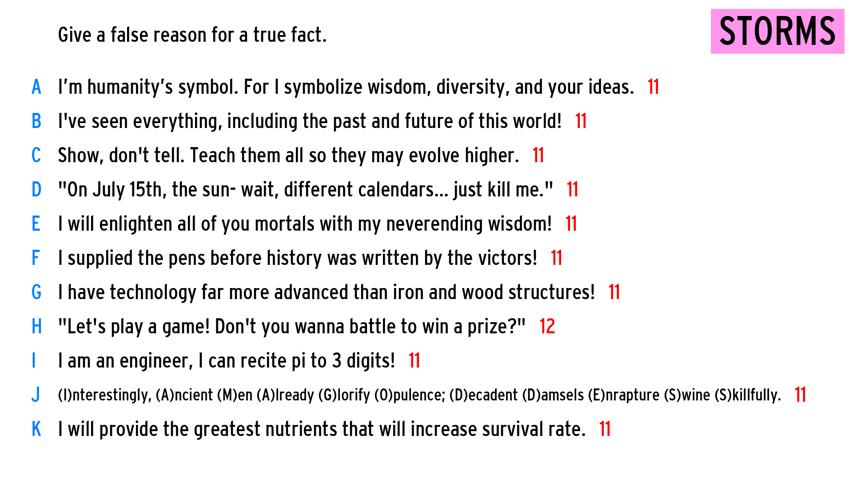 Give a false reason for a true fact.
STORMS
A I'm humanity's symbol. For I symbolize wisdom, diversity, and your ideas. 11
B I've seen everything, including the past and future of this world! 11
C Show, don't tell. Teach them all so they may evolve higher. 11
D "On July 15th, the sun- wait, different calendars... just kill me." 11
E I will enlighten all of you mortals with my neverending wisdom! 11
F I supplied the pens before history was written by the victors! 11
G I have technology far more advanced than iron and wood structures! 11
H "Let's play a game! Don't you wanna battle to win a prize?" 12
I I am an engineer, I can recite pi to 3 digits! 11
J (I)nterestingly, (A)ncient (M)en (A)lready (G)lorify (O)pulence; (D)ecadent (D)amsels (E)nrapture (S)wine (S)killfully. 11
K I will provide the greatest nutrients that will increase survival rate. 11